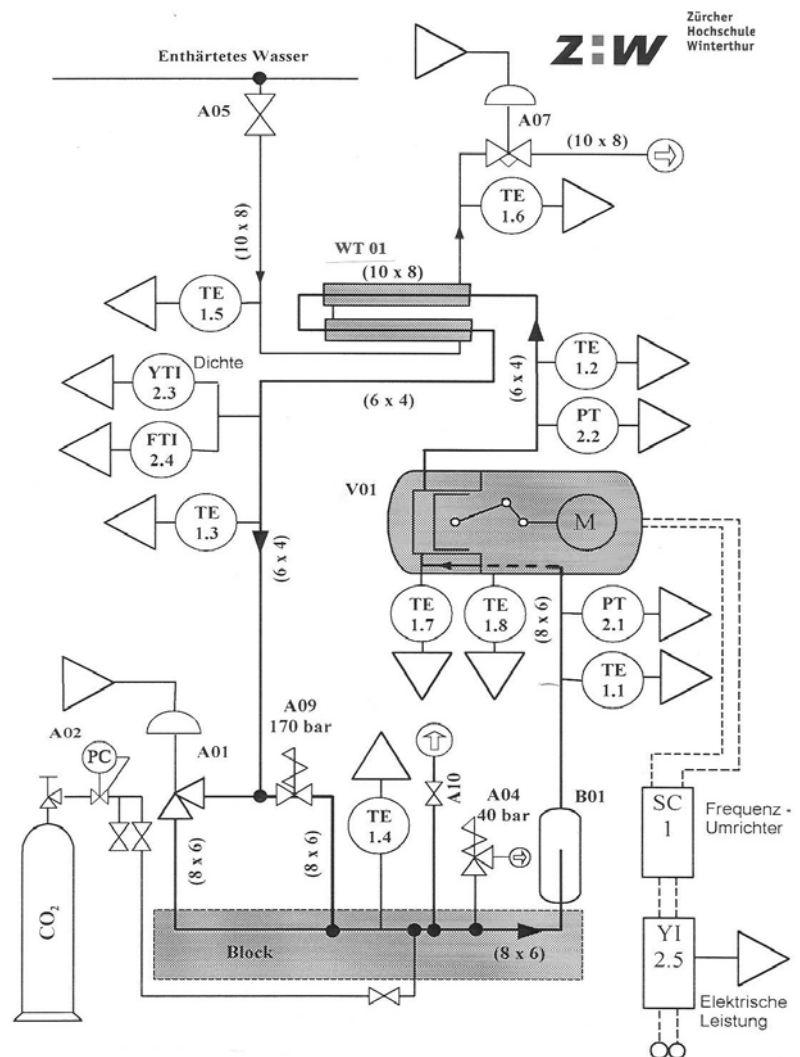 Zürcher
Hochschule
Winterthur
z:w
Enthärtetes Wasser
A05
A07
(10 x 8)
TE
1.6
(10 x 8)
WT 01
(10 x 8)
TE
1.5
Dichte
YTI
2.3
(6 x 4)
TE
1.2
(6 x 4)
PT
2.2
FTI
2.4
V01
M
TE
1.3
(6 x 4)
TE
1.7
TE
1.8
(8 x 6)
PT
2.1
TE
1.1
A09
170 bar
A02
PC
A01
A10
A04
40 bar
B01
TE
1.4
SC
1
Frequenz -
Umrichter
(8 x 6)
(8 x 6)
CO₂
Block
(8 x 6)
YI
2.5
Elektrische
Leistung